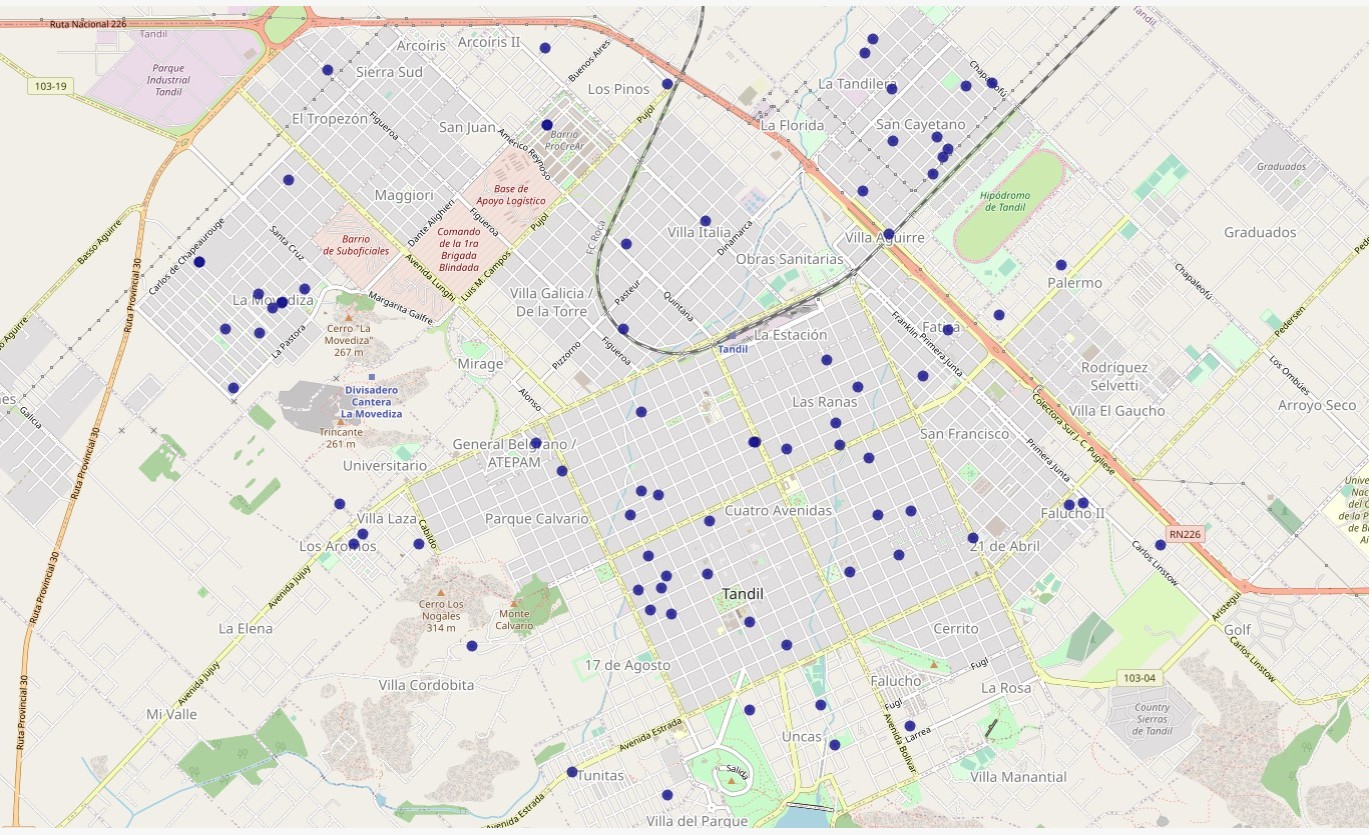 Ruta Nacional 226
Tandil
Arcoíris
Arcoíris II
Buenos Aires
Tandil
Parque
Industrial
Tandil
Sierra Sud
103-19
Los Pinos
La Tandilera
Chapaleofú
El Tropezón
Figueroa
San Juan
Américo Reynoso
Barrio
ProCreAr
Pujol
La Florida
San Cayetano
Graduados
Base de
Apoyo Logístico
Maggiori
Dante Alighieri
Figueroa
Pujol
Hipódromo
de Tandil
Basso Aguirre
Carlos de Chapeaurouge
Santa Cruz
Barrio
de Suboficiales
Comando
de la 1ra
Brigada
Blindada
FC Roca
Villa Italia
Dinamarca
Villa Aguirre
Graduados
Avenida Lunghi
Luis M. Campos
Obras Sanitarias
Palermo
Chapaleofú
Ruta Provincial 30
La Movediza
Margarita Galfre
Villa Galicia /
De la Torre
Pasteur
Quintana
Cerro "La
Movediza"
267 m
La Pastora
Franklin
Primera Junta
Fatica
Pedersen
La Estación
Tandil
Pizzorno
Figueroa
Mirage
Alonso
Rodríguez
Selvetti
Los Ombúes
Divisadero
Cantera
La Movediza
Trincante
261 m
Galicia
Las Ranas
Villa El Gaucho
Arroyo Seco
Colectora Sur J. C. Pugliese
San Francisco
Primera Junta
General Belgrano /
ATEPAM
Universitario
Ruta Provincial 30
Villa Laza
Cabildo
Parque Calvario
Cuatro Avenidas
Falucho II
RN226
Los Aromos
21 de Abril
Carlos Linstow
Avenida Jujuy
Ruta Provincial 30
Cerro Los
Nogales
314 m
Monte
Calvario
Tandil
Aristegui
La Elena
Cerrito
Golf
Carlos Linstow
17 de Agosto
Fugl
Falucho
103-04
Avenida Jujuy
Villa Cordobita
La Rosa
Fugl
Mi Valle
Ruta Provincial 30
Avenida Estrada
Uncas
Avenida Bolívar
Larrea
Country
Sierras
de Tandil
Salida
Tunitas
Villa Manantial
Avenida Estrada
Villa del Parque